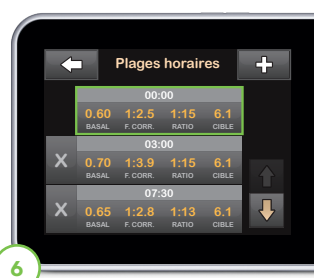 Plages horaires
00:00
0.60 1:2.5 1:15 6.1
BASAL F. CORR. RATIO CIBLE
03:00
X 0.70 1:3.9 1:15 6.1
BASAL F. CORR. RATIO CIBLE
07:30
X 0.65 1:2.8 1:13 6.1
BASAL F. CORR. RATIO CIBLE
6